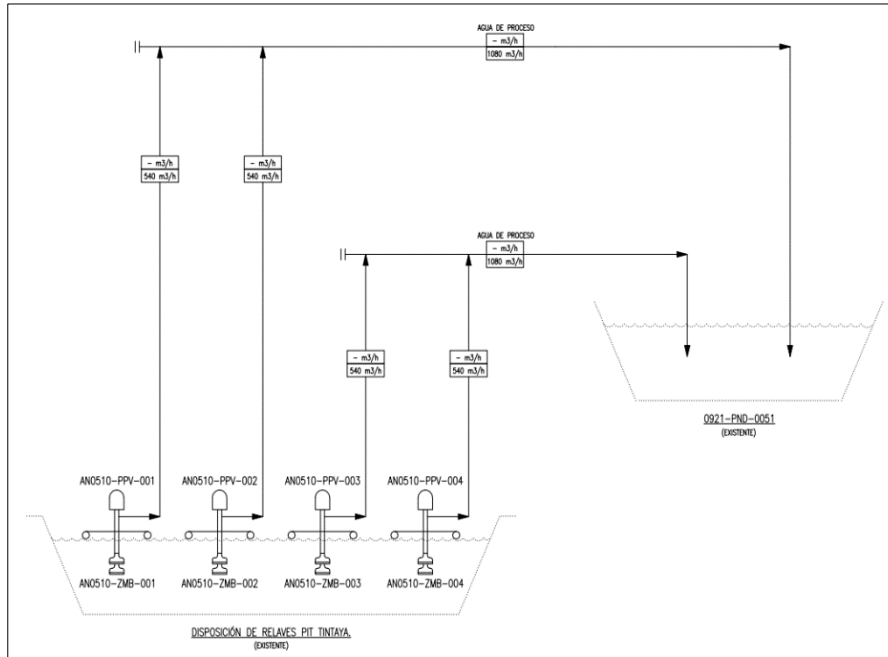 AGUA DE PROCESO
- m3/h
1080 m3/h
- m3/h
540 m3/h
- m3/h
540 m3/h
AGUA DE PROCESO
- m3/h
1080 m3/h
- m3/h
540 m3/h
- m3/h
540 m3/h
0921-PND-0051
(EXISTENTE)
AN0510-PPV-001
AN0510-PPV-002
AN0510-PPV-003
AN0510-PPV-004
AN0510-ZMB-001
AN0510-ZMB-002
AN0510-ZMB-003
AN0510-ZMB-004
DISPOSICIÓN DE RELAVES PIT TINTAYA.
(EXISTENTE)